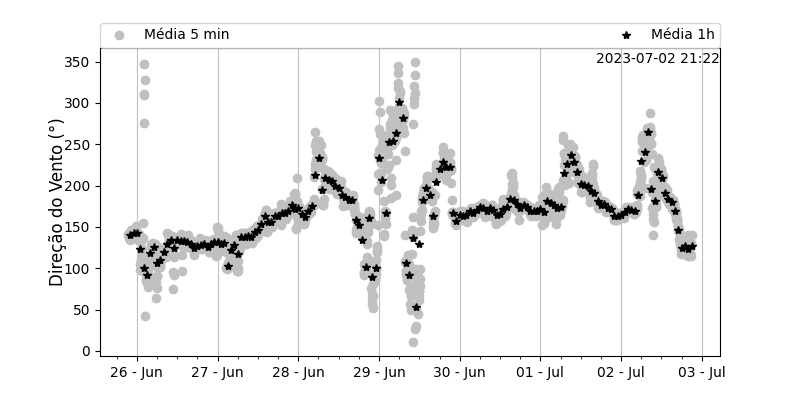 Média 5 min
Média 1h
2023-07-02 21:22
Direção do Vento (°)
350
300
250
200
150
100
50
0
26 - Jun
27 - Jun
28 - Jun
29 - Jun
30 - Jun
01 - Jul
02 - Jul
03 - Jul